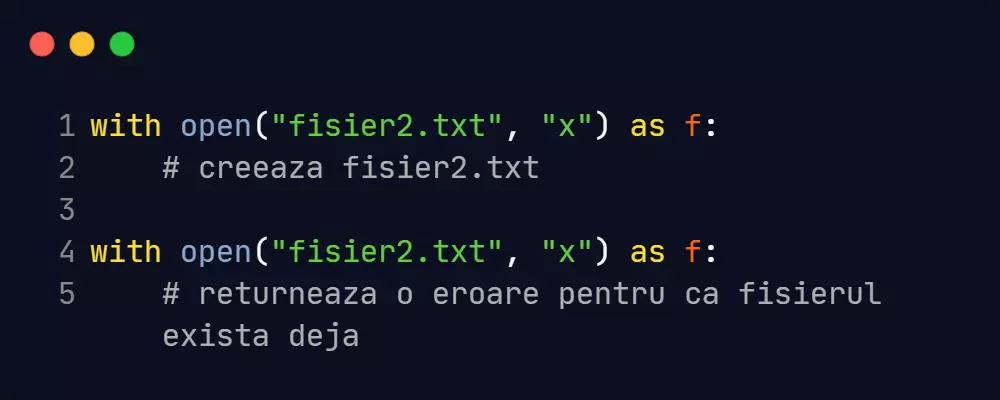 1 with open("fisier2.txt", "x") as f:
2     # creeaza fisier2.txt
3
4 with open("fisier2.txt", "x") as f:
5     # returneaza o eroare pentru ca fisierul
      exista deja